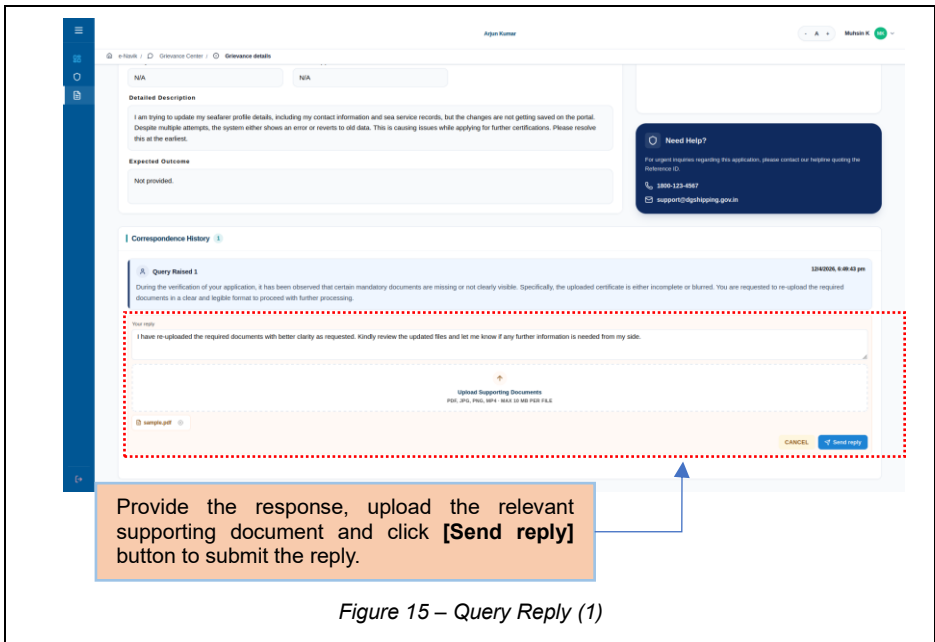 Arjun Kumar
- A + Muhsin K MK
e-Navik / Grievance Center / Grievance details
N/A N/A
Detailed Description
I am trying to update my seafarer profile details, including my contact information and sea service records, but the changes are not getting saved on the portal.
Despite multiple attempts, the system either shows an error or reverts to old data. This is causing issues while applying for further certifications. Please resolve
this at the earliest.
Expected Outcome
Not provided.
Need Help?
For urgent inquiries regarding this application, please contact our helpline quoting the
Reference ID.
1800-123-4567
support@dgshipping.gov.in
Correspondence History 1
Query Raised 1
12/4/2026, 6:49:43 pm
During the verification of your application, it has been observed that certain mandatory documents are missing or not clearly visible. Specifically, the uploaded certificate is either incomplete or blurred. You are requested to re-upload the required
documents in a clear and legible format to proceed with further processing.
Your reply
I have re-uploaded the required documents with better clarity as requested. Kindly review the updated files and let me know if any further information is needed from my side.
Upload Supporting Documents
PDF, JPG, PNG, MP4 · MAX 10 MB PER FILE
sample.pdf
CANCEL Send reply
Provide the response, upload the relevant
supporting document and click [Send reply]
button to submit the reply.
Figure 15 – Query Reply (1)